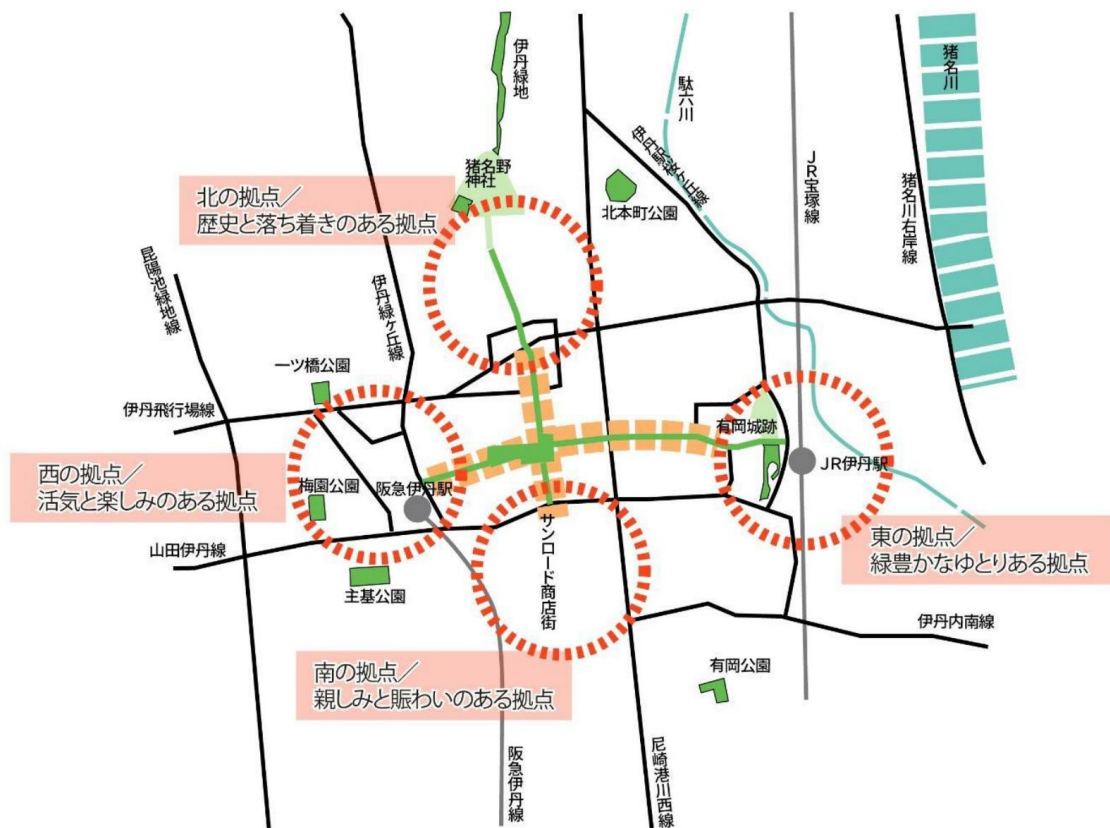 伊丹緑地
猪名川
駄六川
伊丹駅桜ケ丘線
JR宝塚線
猪名野
神社
北本町公園
猪名川右岸線
北の拠点／
歴史と落ち着きのある拠点
昆陽池緑地線
伊丹緑ケ丘線
一ツ橋公園
伊丹飛行場線
有岡城跡
西の拠点／
活気と楽しみのある拠点
梅園公園
阪急伊丹駅
JR伊丹駅
サンロード商店街
東の拠点／
緑豊かなゆとりある拠点
山田伊丹線
主基公園
伊丹内南線
南の拠点／
親しみと賑わいのある拠点
有岡公園
阪急伊丹線
尼崎港川西線